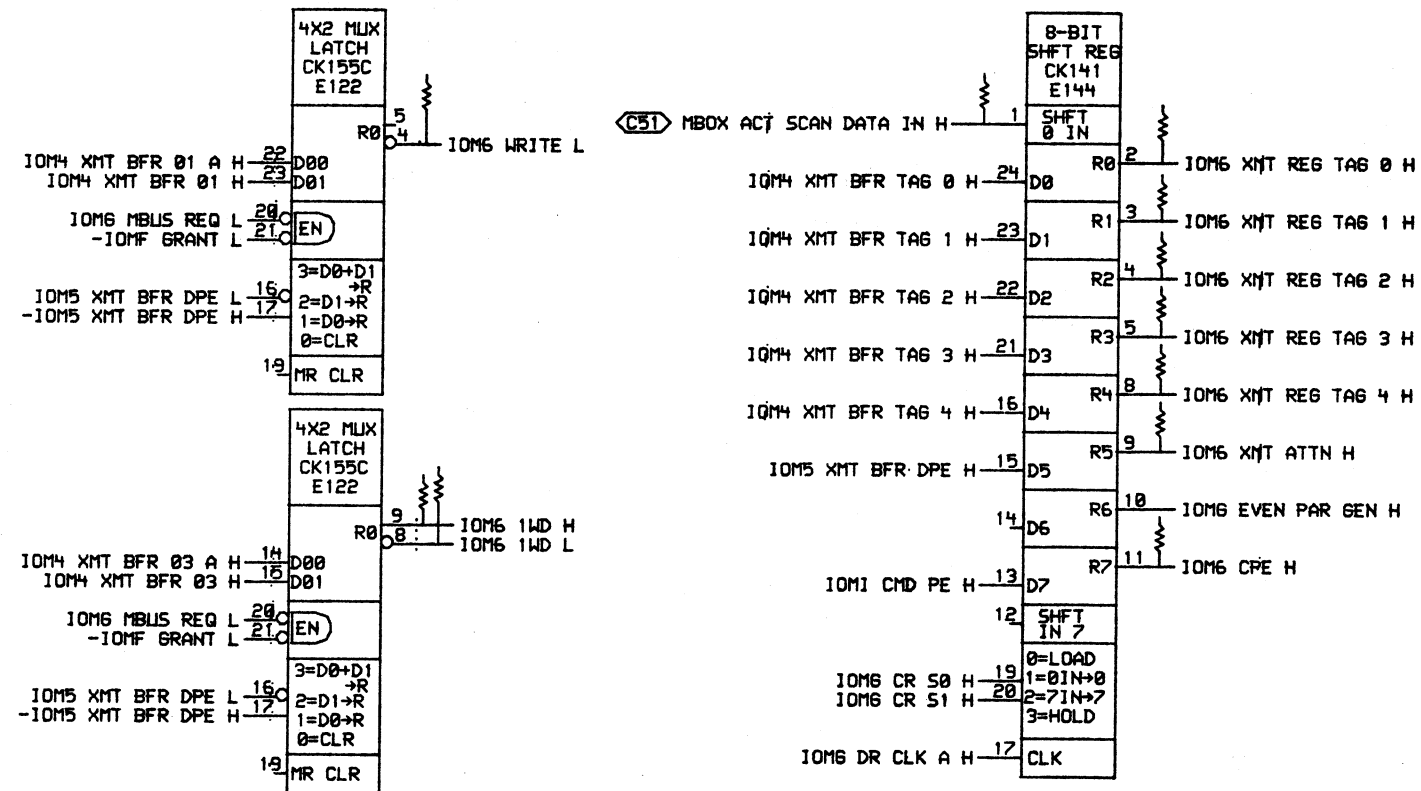 4X2 MUX
LATCH
CK155C
E122
R0
5
4
IOM6 WRITE L
IOM4 XMT BFR 01 A H 22 D00
IOM4 XMT BFR 01 H 23 D01
IOM6 MBUS REQ L 20
-IOMF GRANT L 21
EN
3=D0+D1
→R
IOM5 XMT BFR DPE L 16
2=D1→R
-IOM5 XMT BFR DPE H 17
1=D0→R
0=CLR
19 MR CLR
4X2 MUX
LATCH
CK155C
E122
R0
9 IOM6 1WD H
8 IOM6 1WD L
IOM4 XMT BFR 03 A H 14 D00
IOM4 XMT BFR 03 H 15 D01
IOM6 MBUS REQ L 20
-IOMF GRANT L 21
EN
3=D0+D1
→R
IOM5 XMT BFR DPE L 16
2=D1→R
-IOM5 XMT BFR DPE H 17
1=D0→R
0=CLR
19 MR CLR
8-BIT
SHFT REG
CK141
E144
C51 MBOX ACT SCAN DATA IN H 1
SHFT
0 IN
R0 2 IOM6 XMT REG TAG 0 H
IOM4 XMT BFR TAG 0 H 24 D0
R1 3 IOM6 XMT REG TAG 1 H
IOM4 XMT BFR TAG 1 H 23 D1
R2 4 IOM6 XMT REG TAG 2 H
IOM4 XMT BFR TAG 2 H 22 D2
R3 5 IOM6 XMT REG TAG 3 H
IOM4 XMT BFR TAG 3 H 21 D3
R4 8 IOM6 XMT REG TAG 4 H
IOM4 XMT BFR TAG 4 H 16 D4
R5 9 IOM6 XMT ATTN H
IOM5 XMT BFR DPE H 15 D5
R6 10 IOM6 EVEN PAR GEN H
14 D6
R7 11 IOM6 CPE H
IOM1 CMD PE H 13 D7
12 SHFT
IN 7
0=LOAD
IOM6 CR S0 H 19 1=0IN→0
IOM6 CR S1 H 20 2=7IN→7
3=HOLD
IOM6 DR CLK A H 17 CLK